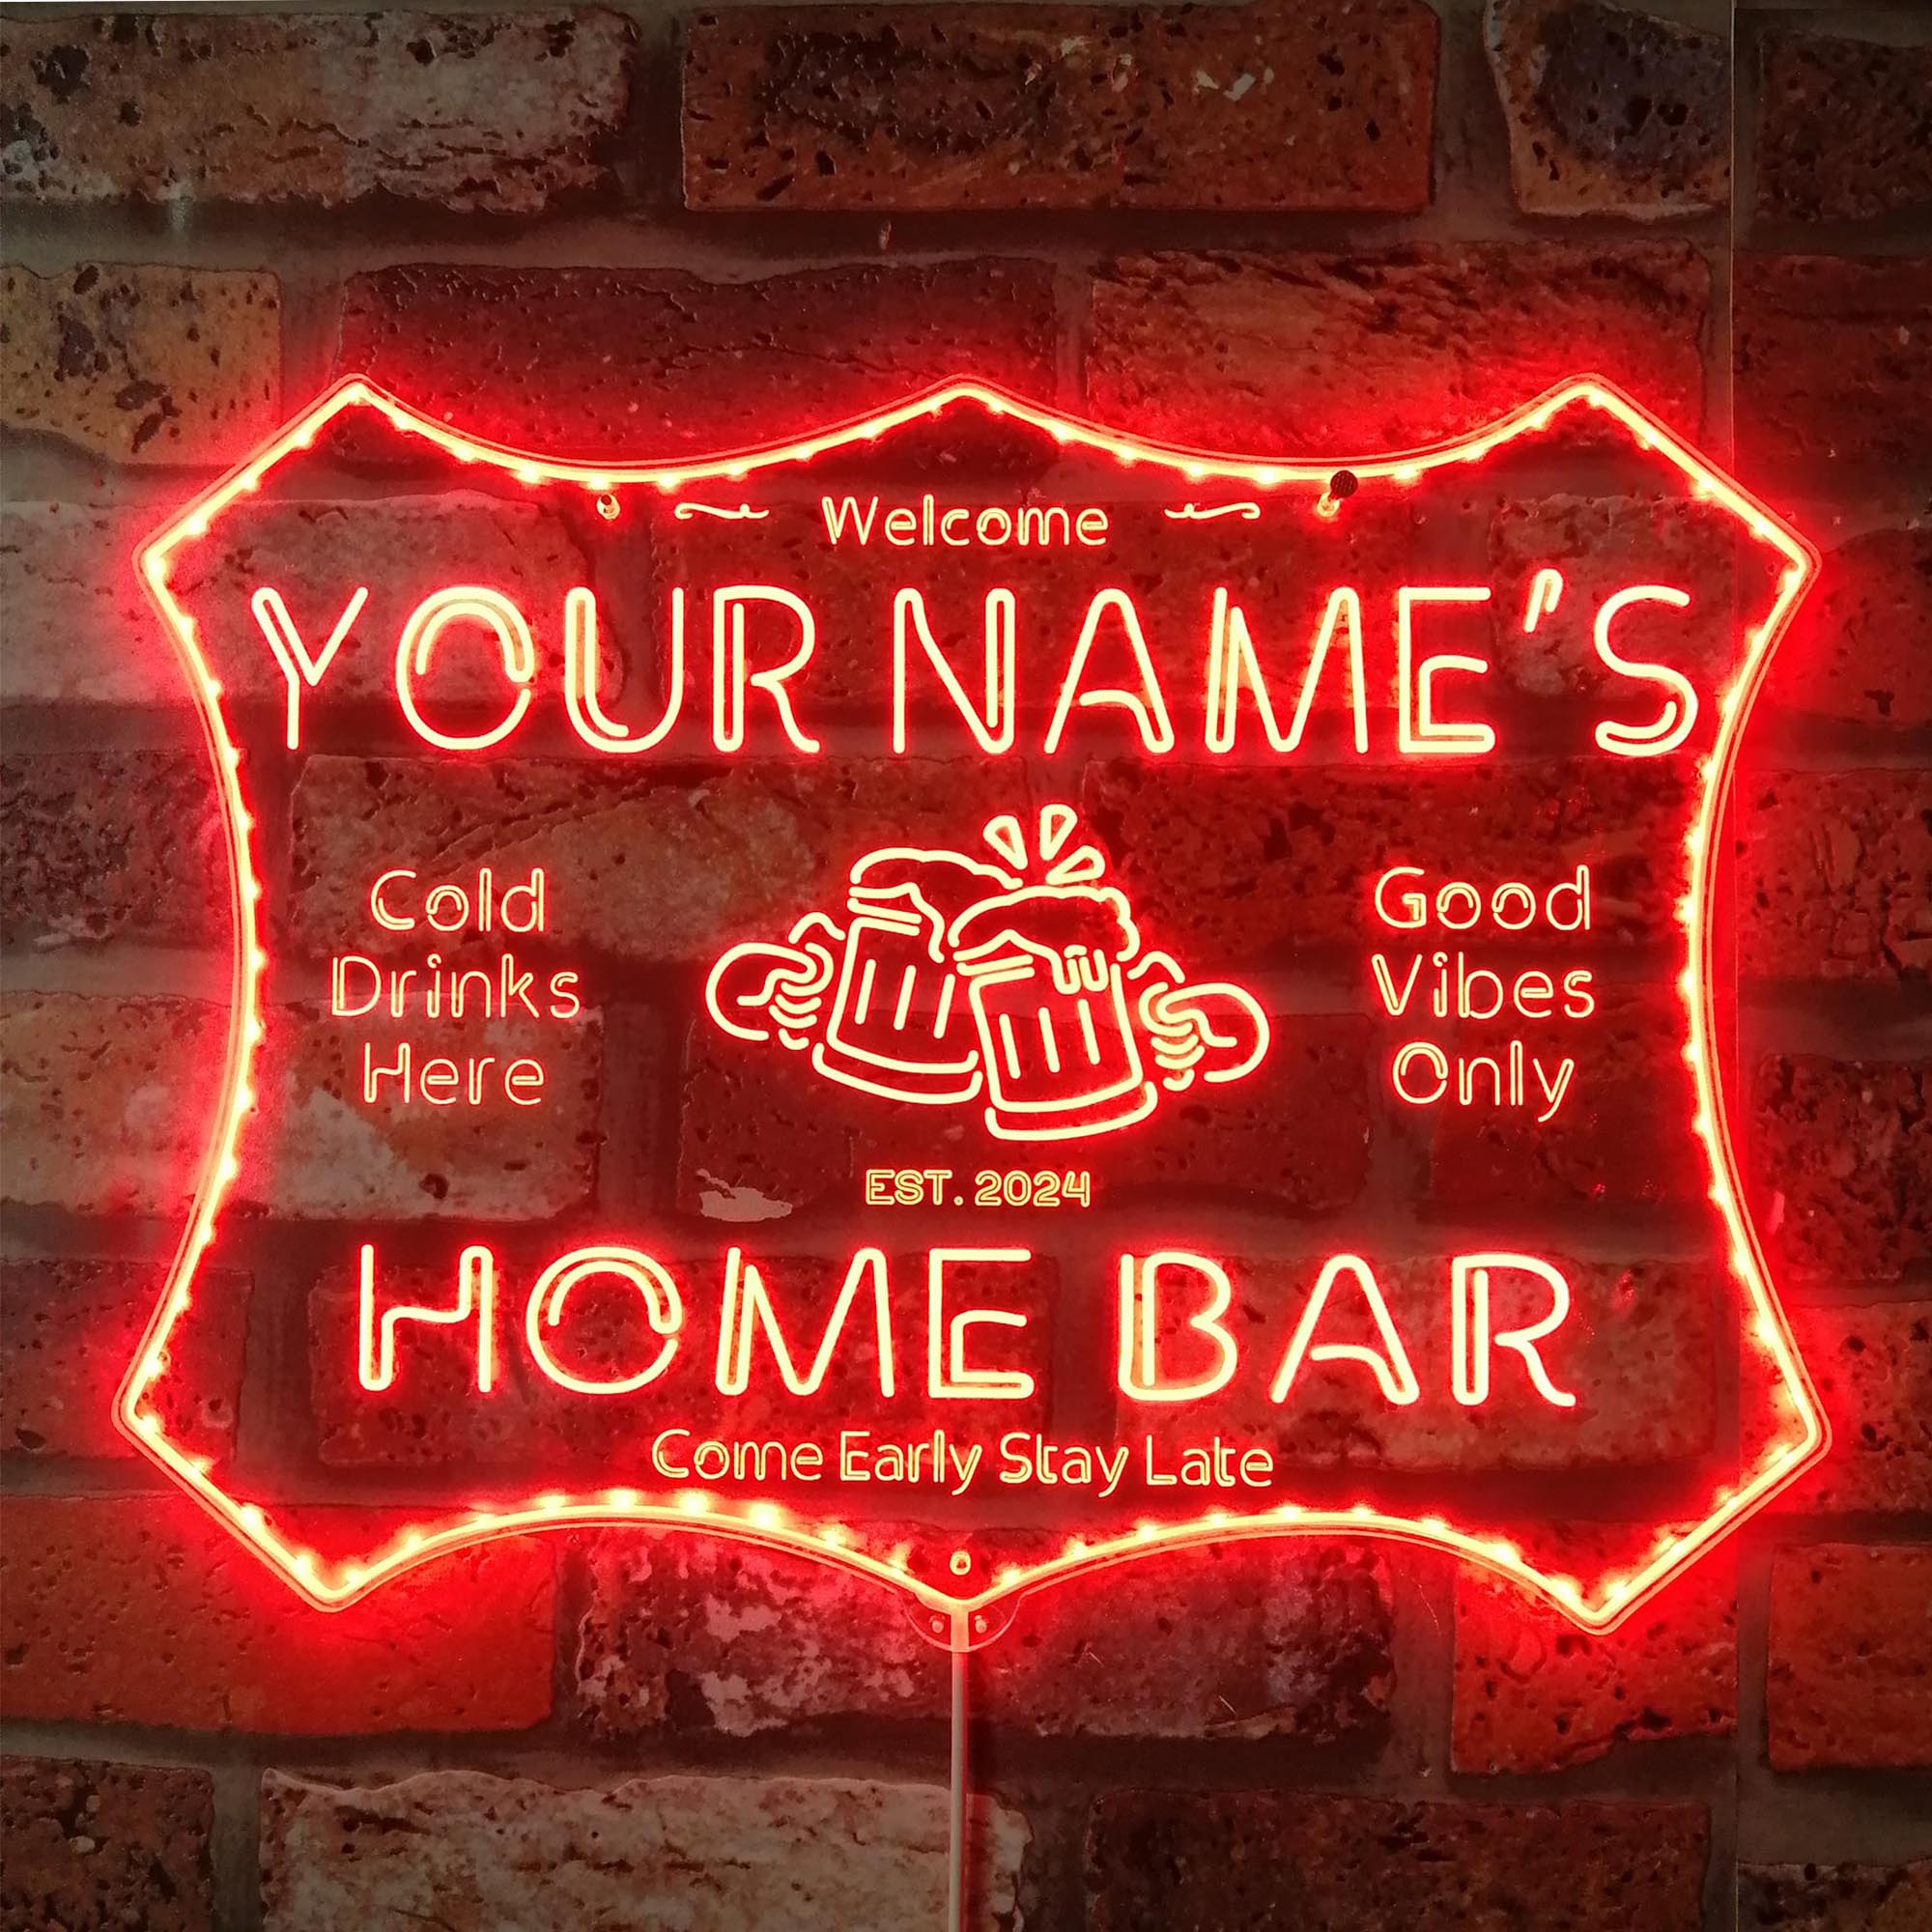 Welcome
YOUR NAME'S
Cold
Drinks
Here
Good
Vibes
Only
EST. 2024
HOME BAR
Come Early Stay Late